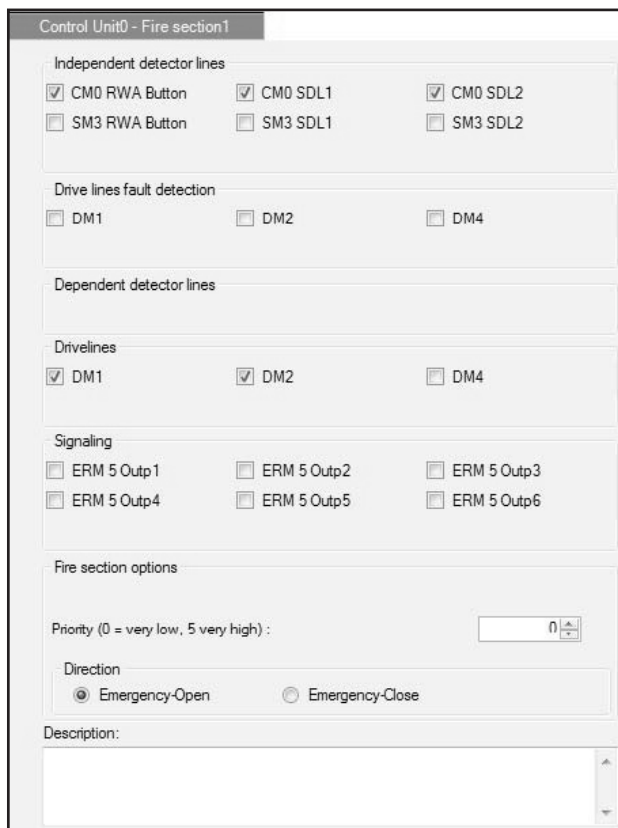 Control Unit0 - Fire section1
Independent detector lines
CM0 RWA Button CM0 SDL1 CM0 SDL2
SM3 RWA Button SM3 SDL1 SM3 SDL2
Drive lines fault detection
DM1 DM2 DM4
Dependent detector lines
Drivelines
DM1 DM2 DM4
Signaling
ERM 5 Outp1 ERM 5 Outp2 ERM 5 Outp3
ERM 5 Outp4 ERM 5 Outp5 ERM 5 Outp6
Fire section options
Priority (0 = very low, 5 very high) : 0
Direction
Emergency-Open Emergency-Close
Description: